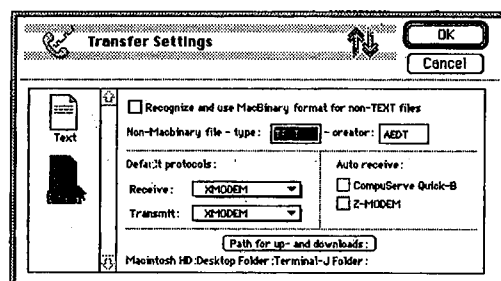 Transfer Settings
OK
Cancel
Text
Recognize and use MacBinary format for non-TEXT files
Non-Macbinary file - type: - creator: AEDT
Default protocols:
Auto receive:
Receive: XMODEM
CompuServe Quick-B
Transmit: XMODEM
Z-MODEM
Path for up- and downloads:
Macintosh HD:Desktop Folder:Terminal-J Folder: